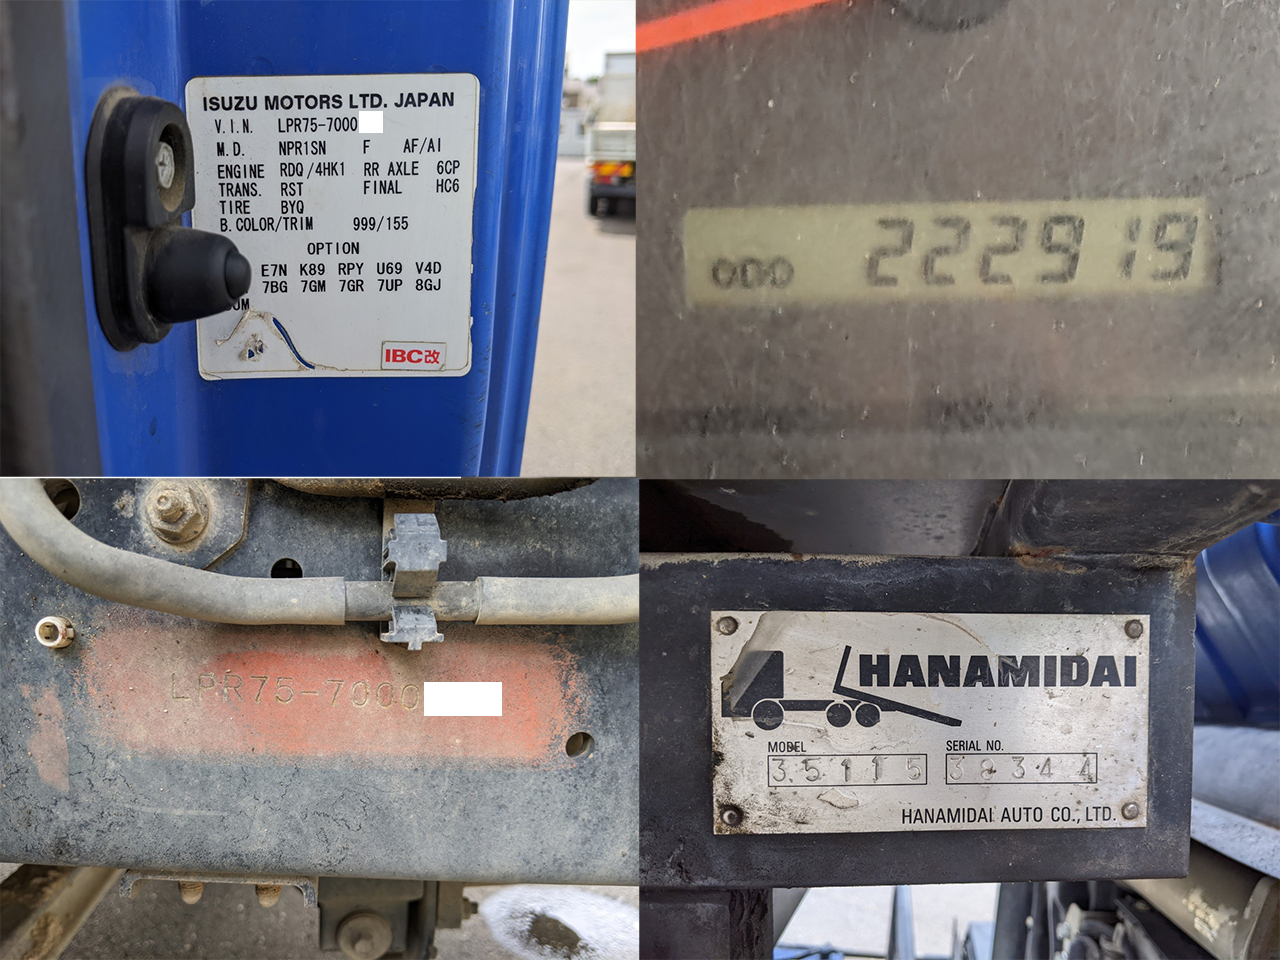 ISUZU MOTORS LTD. JAPAN
V.I.N. LPR75-7000
M.D. NPR1SN F AF/AI
ENGINE RDQ/4HK1 RR AXLE 6CP
TRANS. RST FINAL HC6
TIRE BYQ
B.COLOR/TRIM 999/155
OPTION
E7N K89 RPY U69 V4D
7BG 7GM 7GR 7UP 8GJ
IBC改
ODO 222919
LPR75-7000
HANAMIDAI
MODEL SERIAL NO.
35115 38344
HANAMIDAI AUTO CO., LTD.